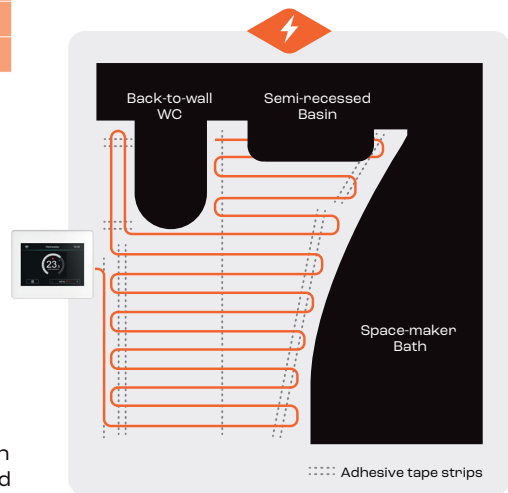 Back-to-wall
WC
Semi-recessed
Basin
23
Space-maker
Bath
n
d
Adhesive tape strips